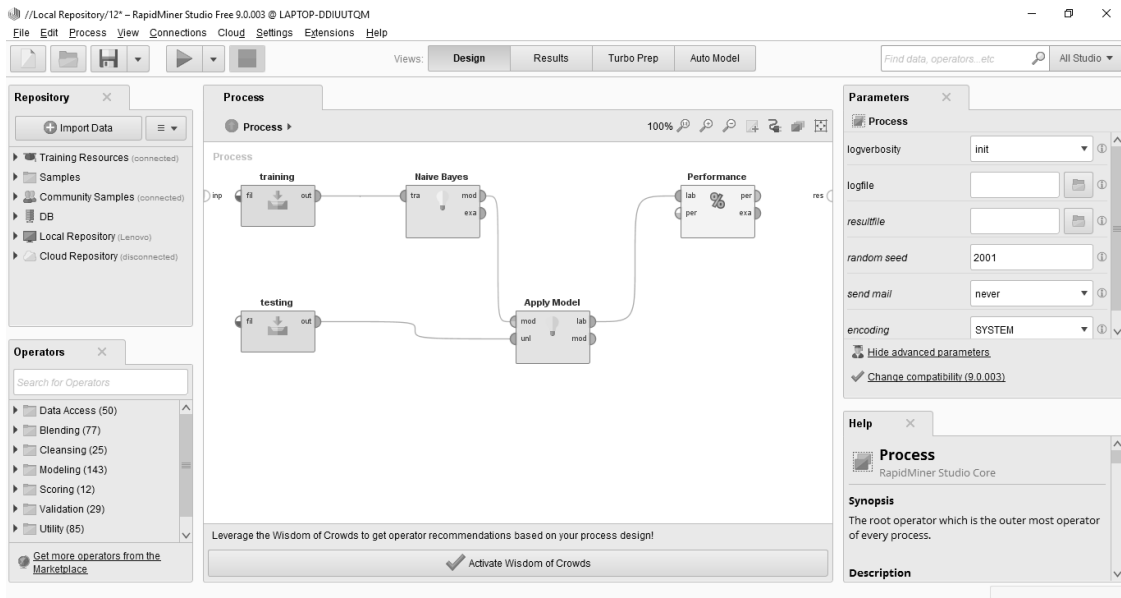 //Local Repository/12* – RapidMiner Studio Free 9.0.003 @ LAPTOP-DDIUUTQM
File Edit Process View Connections Cloud Settings Extensions Help
Views: Design Results Turbo Prep Auto Model
Find data, operators...etc
All Studio
Repository
Import Data
Training Resources (connected)
Samples
Community Samples (connected)
DB
Local Repository (Lenovo)
Cloud Repository (disconnected)
Operators
Search for Operators
Data Access (50)
Blending (77)
Cleansing (25)
Modeling (143)
Scoring (12)
Validation (29)
Utility (85)
Get more operators from the
Marketplace
Process
Process
100%
Process
inp
training
fil out
Naive Bayes
tra mod
exa
Performance
lab per
per exa
res
testing
fil out
Apply Model
mod lab
unl mod
Leverage the Wisdom of Crowds to get operator recommendations based on your process design!
Activate Wisdom of Crowds
Parameters
Process
logverbosity init
logfile
resultfile
random seed 2001
send mail never
encoding SYSTEM
Hide advanced parameters
Change compatibility (9.0.003)
Help
Process
RapidMiner Studio Core
Synopsis
The root operator which is the outer most operator
of every process.
Description